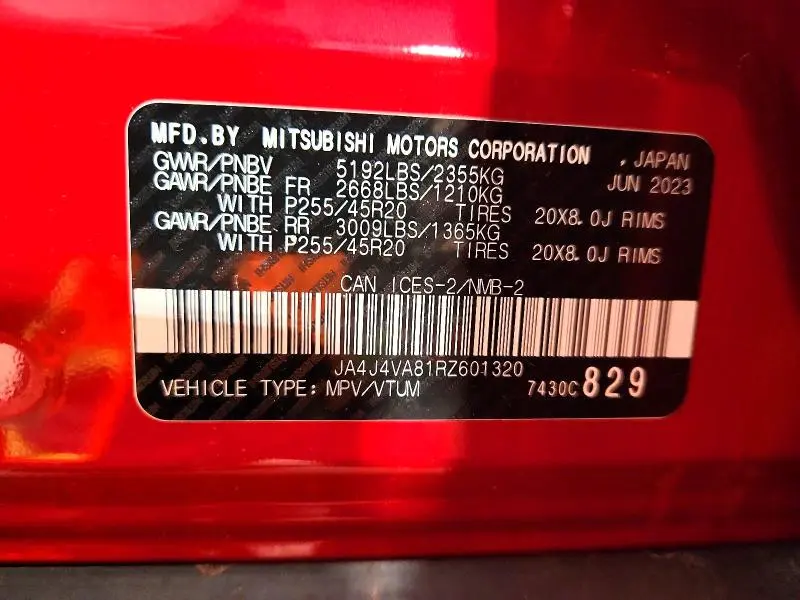 MFD.BY MITSUBISHI MOTORS CORPORATION , JAPAN
GVWR/PNBV 5192LBS/2355KG JUN 2023
GAWR/PNBE FR 2668LBS/1210KG
WITH P255/45R20 TIRES 20X8.0J RIMS
GAWR/PNBE RR 3009LBS/1365KG
WITH P255/45R20 TIRES 20X8.0J RIMS
CAN ICES-2/NMB-2
JA4J4VA81RZ601320
VEHICLE TYPE: MPV/VTUM 7430C 829